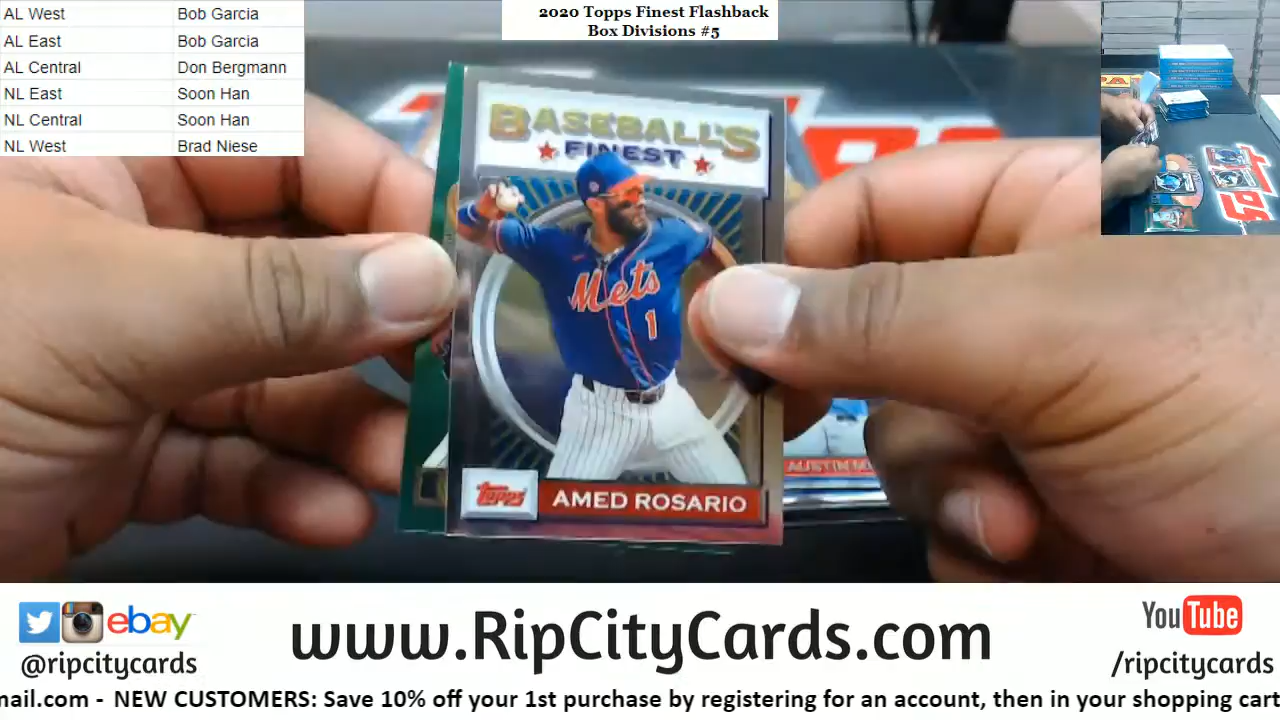 AL West Bob Garcia
AL East Bob Garcia
AL Central Don Bergmann
NL East Soon Han
NL Central Soon Han
NL West Brad Niese
2020 Topps Finest Flashback
Box Divisions #5
BASEBALL'S
FINEST
Mets
1
Topps
AMED ROSARIO
AUSTIN M
ebay
@ripcitycards
www.RipCityCards.com
YouTube
/ripcitycards
mail.com - NEW CUSTOMERS: Save 10% off your 1st purchase by registering for an account, then in your shopping cart